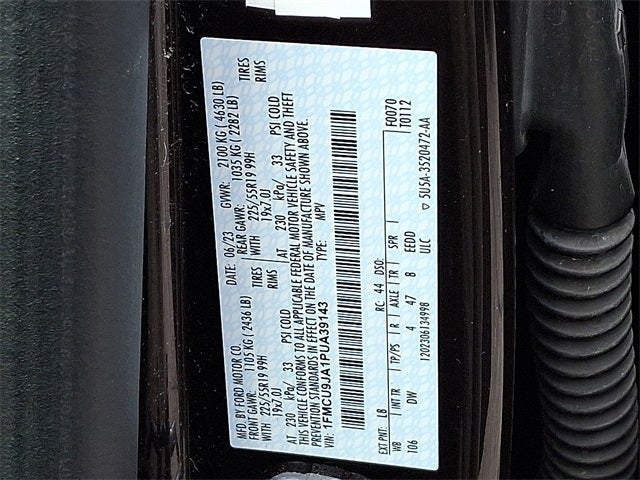 MFD. BY FORD MOTOR CO.
DATE: 06/23 GVWR: 2100 KG ( 4630 LB)
FRONT GAWR: 1105 KG ( 2436 LB) REAR GAWR: 1035 KG ( 2282 LB)
WITH 225/55R19 99H TIRES WITH 225/55R19 99H TIRES
19x7.0J RIMS 19x7.0J RIMS
AT 230 kPa/ 33 PSI COLD AT 230 kPa/ 33 PSI COLD
THIS VEHICLE CONFORMS TO ALL APPLICABLE FEDERAL MOTOR VEHICLE SAFETY AND THEFT
PREVENTION STANDARDS IN EFFECT ON THE DATE OF MANUFACTURE SHOWN ABOVE.
VIN: 1FMCU9JA1PUA39143 TYPE: MPV
F0070
EXT PNT: L8 RC: 44 DSO: T0112
WB INT TR TP/PS R AXLE TR SPR
106 DW 4 47 8 EEDD
1202306134998 ULC 5U5A-3520472-AA